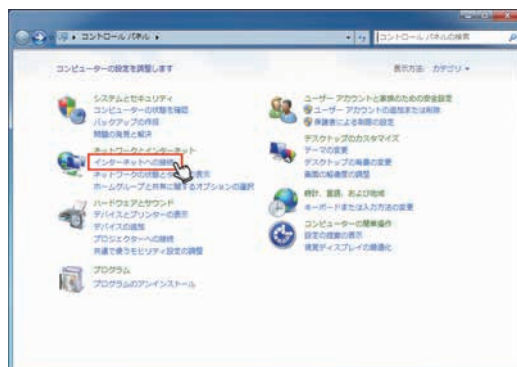 コントロール パネル
コントロール パネルの検索
コンピューターの設定を調整します
表示方法: カテゴリ
システムとセキュリティ
コンピューターの状態を確認
バックアップの作成
問題の発見と解決
ネットワークとインターネット
インターネットへの接続
ネットワークの状態と 表示
ホームグループと共有に関するオプションの選択
ハードウェアとサウンド
デバイスとプリンターの表示
デバイスの追加
プロジェクターへの接続
共通で使うモビリティ設定の調整
プログラム
プログラムのアンインストール
ユーザー アカウントと家族のための安全設定
ユーザー アカウントの追加または削除
保護者による制限の設定
デスクトップのカスタマイズ
テーマの変更
デスクトップの背景の変更
画面の解像度の調整
時計、言語、および地域
キーボードまたは入力方法の変更
コンピューターの簡単操作
設定の提案の表示
視覚ディスプレイの最適化